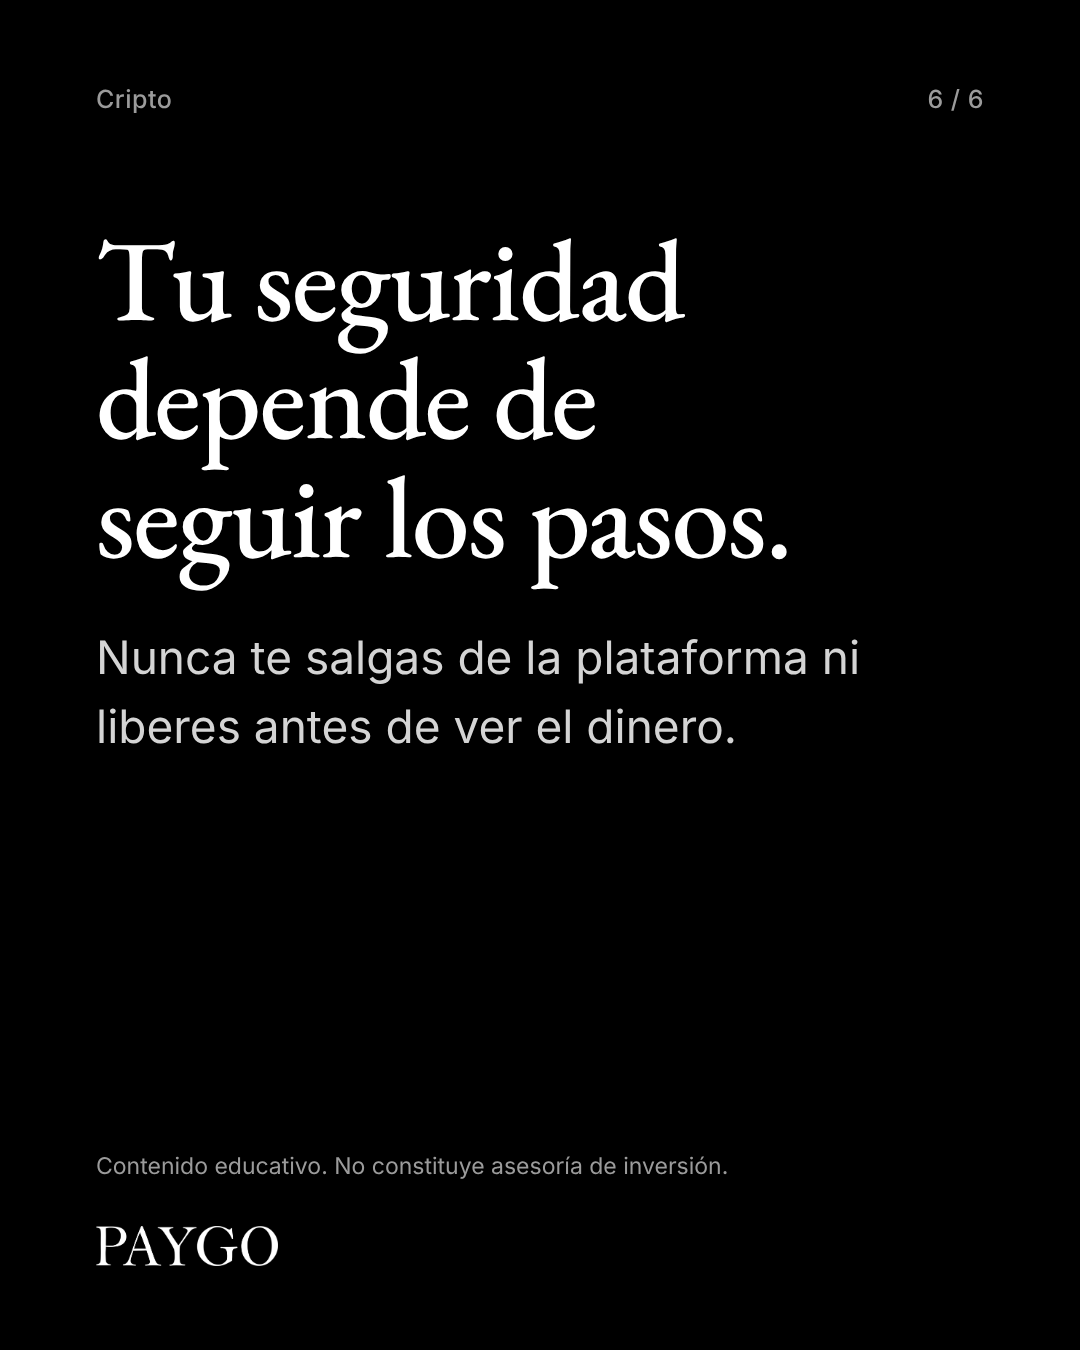 Cripto
6 / 6
Tu seguridad
depende de
seguir los pasos.
Nunca te salgas de la plataforma ni
liberes antes de ver el dinero.
Contenido educativo. No constituye asesoría de inversión.
PAYGO